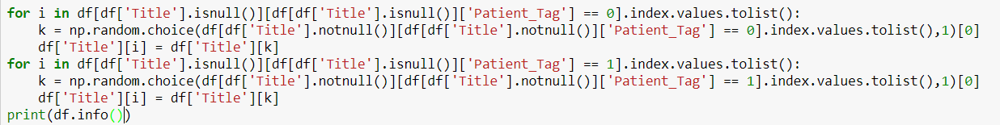 for i in df[df['Title'].isnull()][df[df['Title'].isnull()]['Patient_Tag'] == 0].index.values.tolist():
    k = np.random.choice(df[df['Title'].notnull()][df[df['Title'].notnull()]['Patient_Tag'] == 0].index.values.tolist(),1)[0]
    df['Title'][i] = df['Title'][k]
for i in df[df['Title'].isnull()][df[df['Title'].isnull()]['Patient_Tag'] == 1].index.values.tolist():
    k = np.random.choice(df[df['Title'].notnull()][df[df['Title'].notnull()]['Patient_Tag'] == 1].index.values.tolist(),1)[0]
    df['Title'][i] = df['Title'][k]
print(df.info())